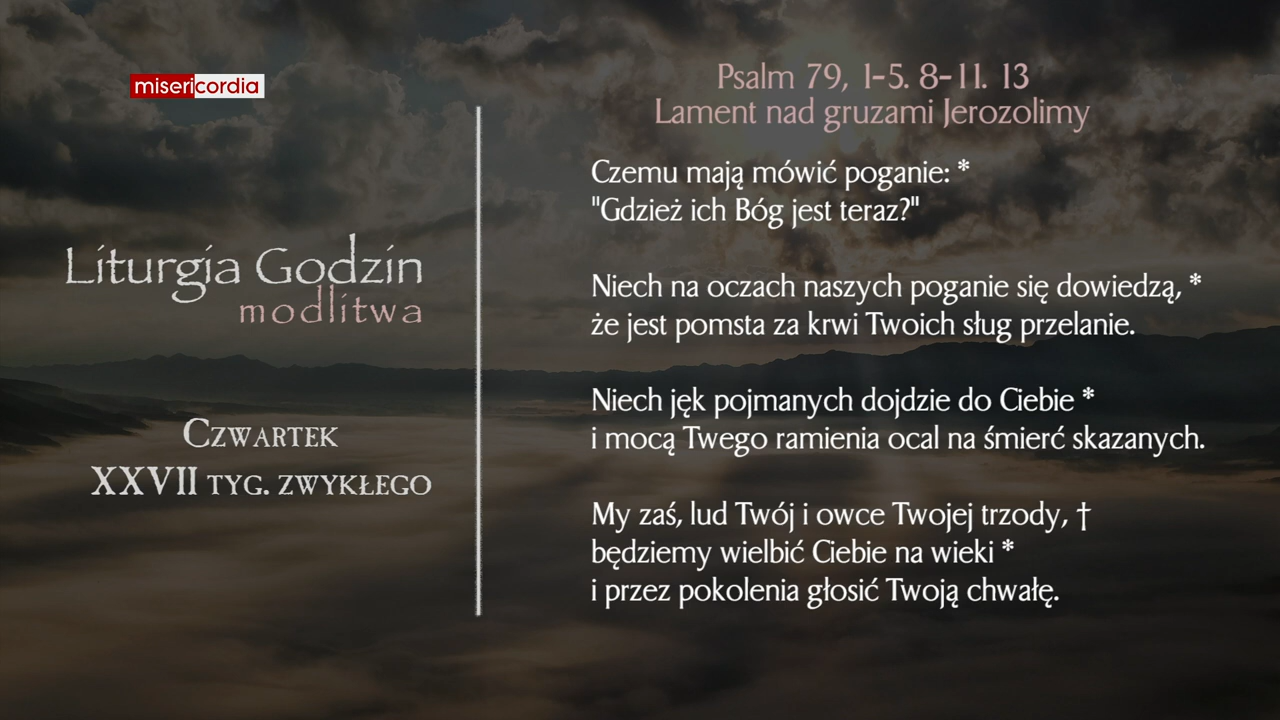 misericordia
Liturgia Godzin
modlitwa
Czwartek
XXVII tyg. zwykłego
Psalm 79, 1-5. 8-11. 13
Lament nad gruzami Jerozolimy
Czemu mają mówić poganie: *
"Gdzież ich Bóg jest teraz?"
Niech na oczach naszych poganie się dowiedzą, *
że jest pomsta za krwi Twoich sług przelanie.
Niech jęk pojmanych dojdzie do Ciebie *
i mocą Twego ramienia ocal na śmierć skazanych.
My zaś, lud Twój i owce Twojej trzody, †
będziemy wielbić Ciebie na wieki *
i przez pokolenia głosić Twoją chwałę.